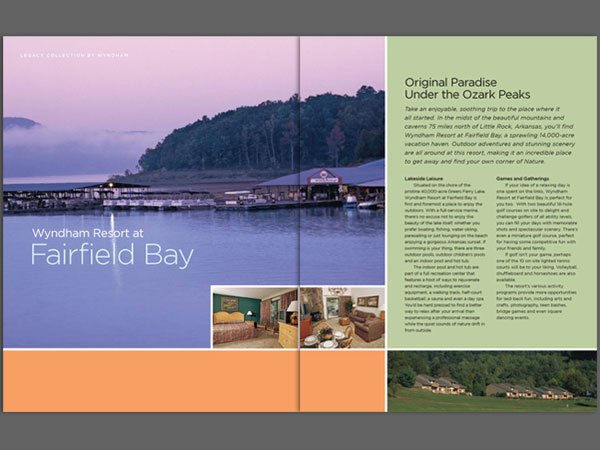 LEGACY COLLECTION BY WYNDHAM
Wyndham Resort at
Fairfield Bay
Original Paradise
Under the Ozark Peaks
Take an enjoyable, soothing trip to the place where it
all started. In the midst of the beautiful mountains and
caverns 75 miles north of Little Rock, Arkansas, you'll find
Wyndham Resort at Fairfield Bay, a sprawling 14,000-acre
vacation haven. Outdoor adventures and stunning scenery
are all around at this resort, making it an incredible place
to get away and find your own corner of Nature.
Lakeside Leisure
Situated on the shore of the
pristine 40,000 acre Greers Ferry Lake,
Wyndham Resort at Fairfield Bay is
first and foremost a place to enjoy the
outdoors. With a full-service marina,
there's no excuse not to enjoy the
beauty of the lake itself, whether you
prefer boating, fishing, water skiing,
parasailing or just lounging on the beach
enjoying a gorgeous Arkansas sunset. If
swimming is your thing, there are three
outdoor pools, outdoor children's pools
and an indoor pool and hot tub.
The indoor pool and hot tub are
part of a full recreation center that
features a host of ways to rejuvenate
and recharge, including exercise
equipment, a walking track, half-court
basketball, a sauna and even a day spa.
You'd be hard pressed to find a better
way to relax after your arrival than
experiencing a professional massage
while the quiet sounds of nature drift in
from outside.
Games and Gatherings
If your idea of a relaxing day is
one spent on the links, Wyndham
Resort at Fairfield Bay is perfect for
you too. With two beautiful 18-hole
golf courses on site to delight and
challenge golfers of all ability levels,
you can fill your days with memorable
shots and spectacular scenery. There's
even a miniature golf course, perfect
for having some competitive fun with
your friends and family.
If golf isn't your game, perhaps
one of the 10 on-site lighted tennis
courts will be to your liking. Volleyball,
shuffleboard and horseshoes are also
available.
The resort's various activity
programs provide more opportunities
for laid-back fun, including arts and
crafts, photography, teen bashes,
bridge games and even square
dancing events.